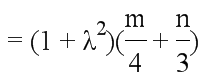 = (1 + λ²)(m/4 + n/3)